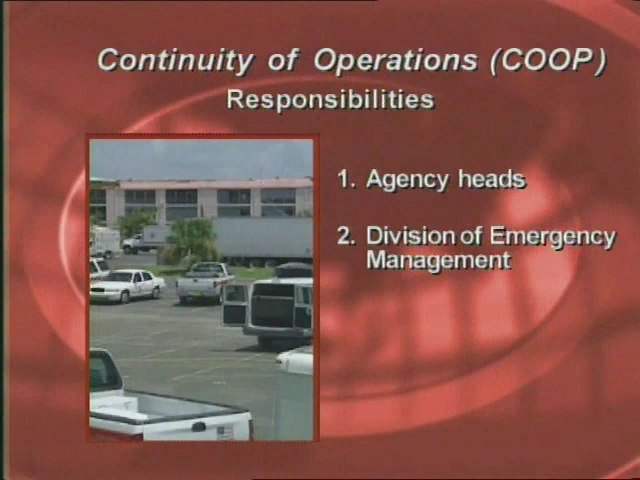 Continuity of Operations (COOP)
Responsibilities
1. Agency heads
2. Division of Emergency
Management